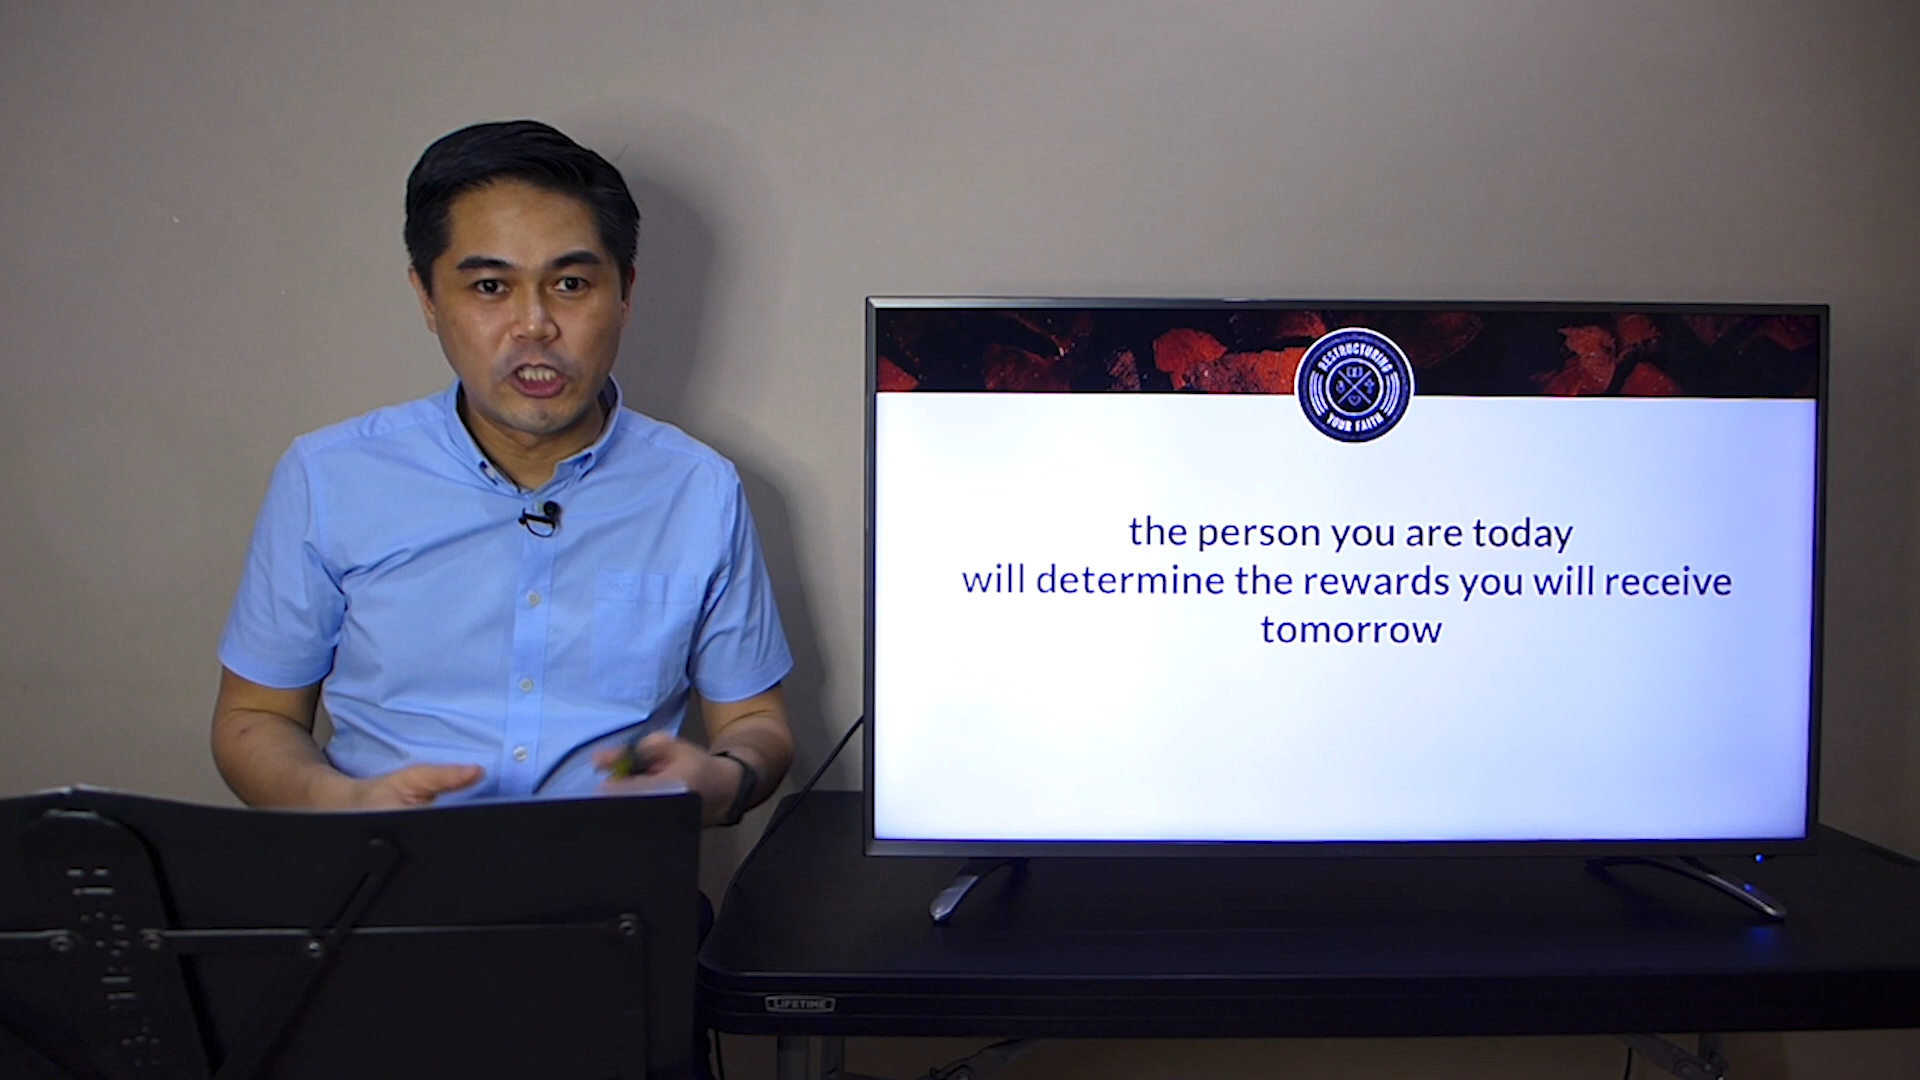 RESTRUCTURING
YOUR FAITH
the person you are today
will determine the rewards you will receive
tomorrow
LIFETIME